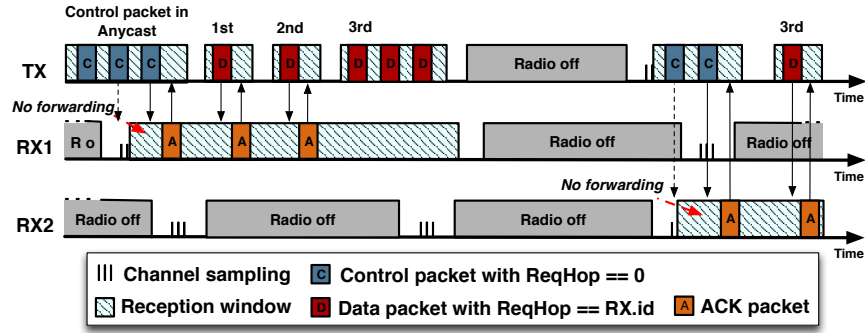 Control packet in
Anycast
1st
2nd
3rd
3rd
TX
C
C
C
D
D
D
D
D
Radio off
C
C
D
Time
No forwarding
RX1
R o
A
A
A
Radio off
Radio off
Time
No forwarding
RX2
Radio off
Radio off
Radio off
A
A
Time
Channel sampling
C
Control packet with ReqHop == 0
Reception window
D
Data packet with ReqHop == RX.id
A
ACK packet